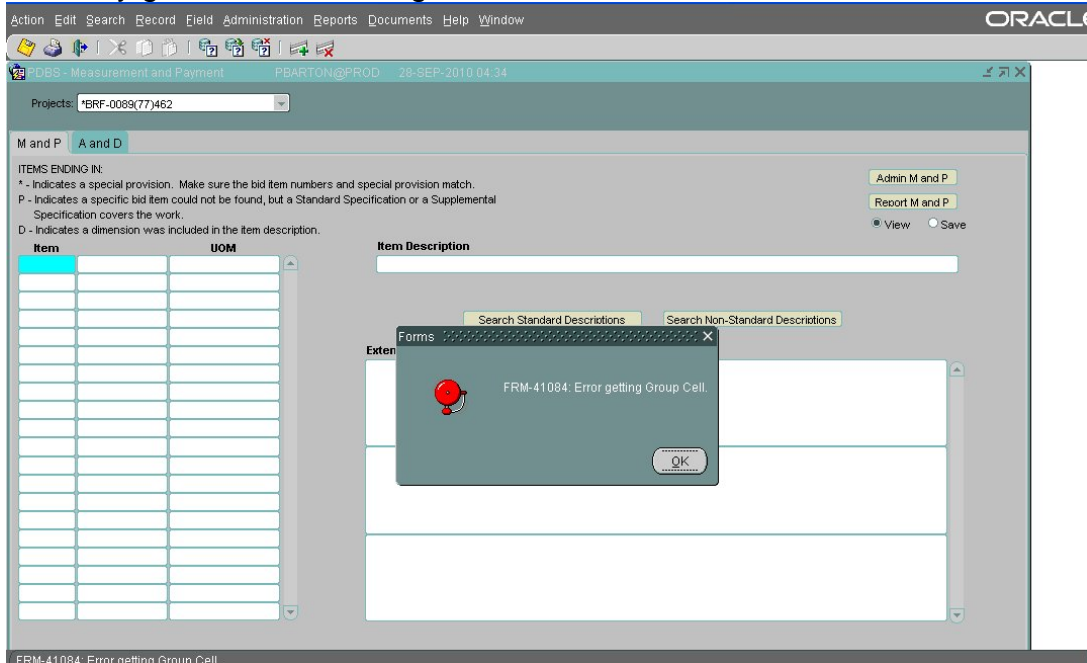 Action Edit Search Record Field Administration Reports Documents Help Window
ORACL
PDBS - Measurement and Payment PBARTON@PROD 28-SEP-2010 04:34
Projects: *BRF-0089(77)462
M and P A and D
ITEMS ENDING IN:
* - Indicates a special provision. Make sure the bid item numbers and special provision match.
P - Indicates a specific bid item could not be found, but a Standard Specification or a Supplemental
Specification covers the work.
D - Indicates a dimension was included in the item description.
Admin M and P
Report M and P
View Save
Item UOM Item Description
Search Standard Descriptions Search Non-Standard Descriptions
Exten
Forms
FRM-41084: Error getting Group Cell.
OK
FRM-41084: Error getting Group Cell.